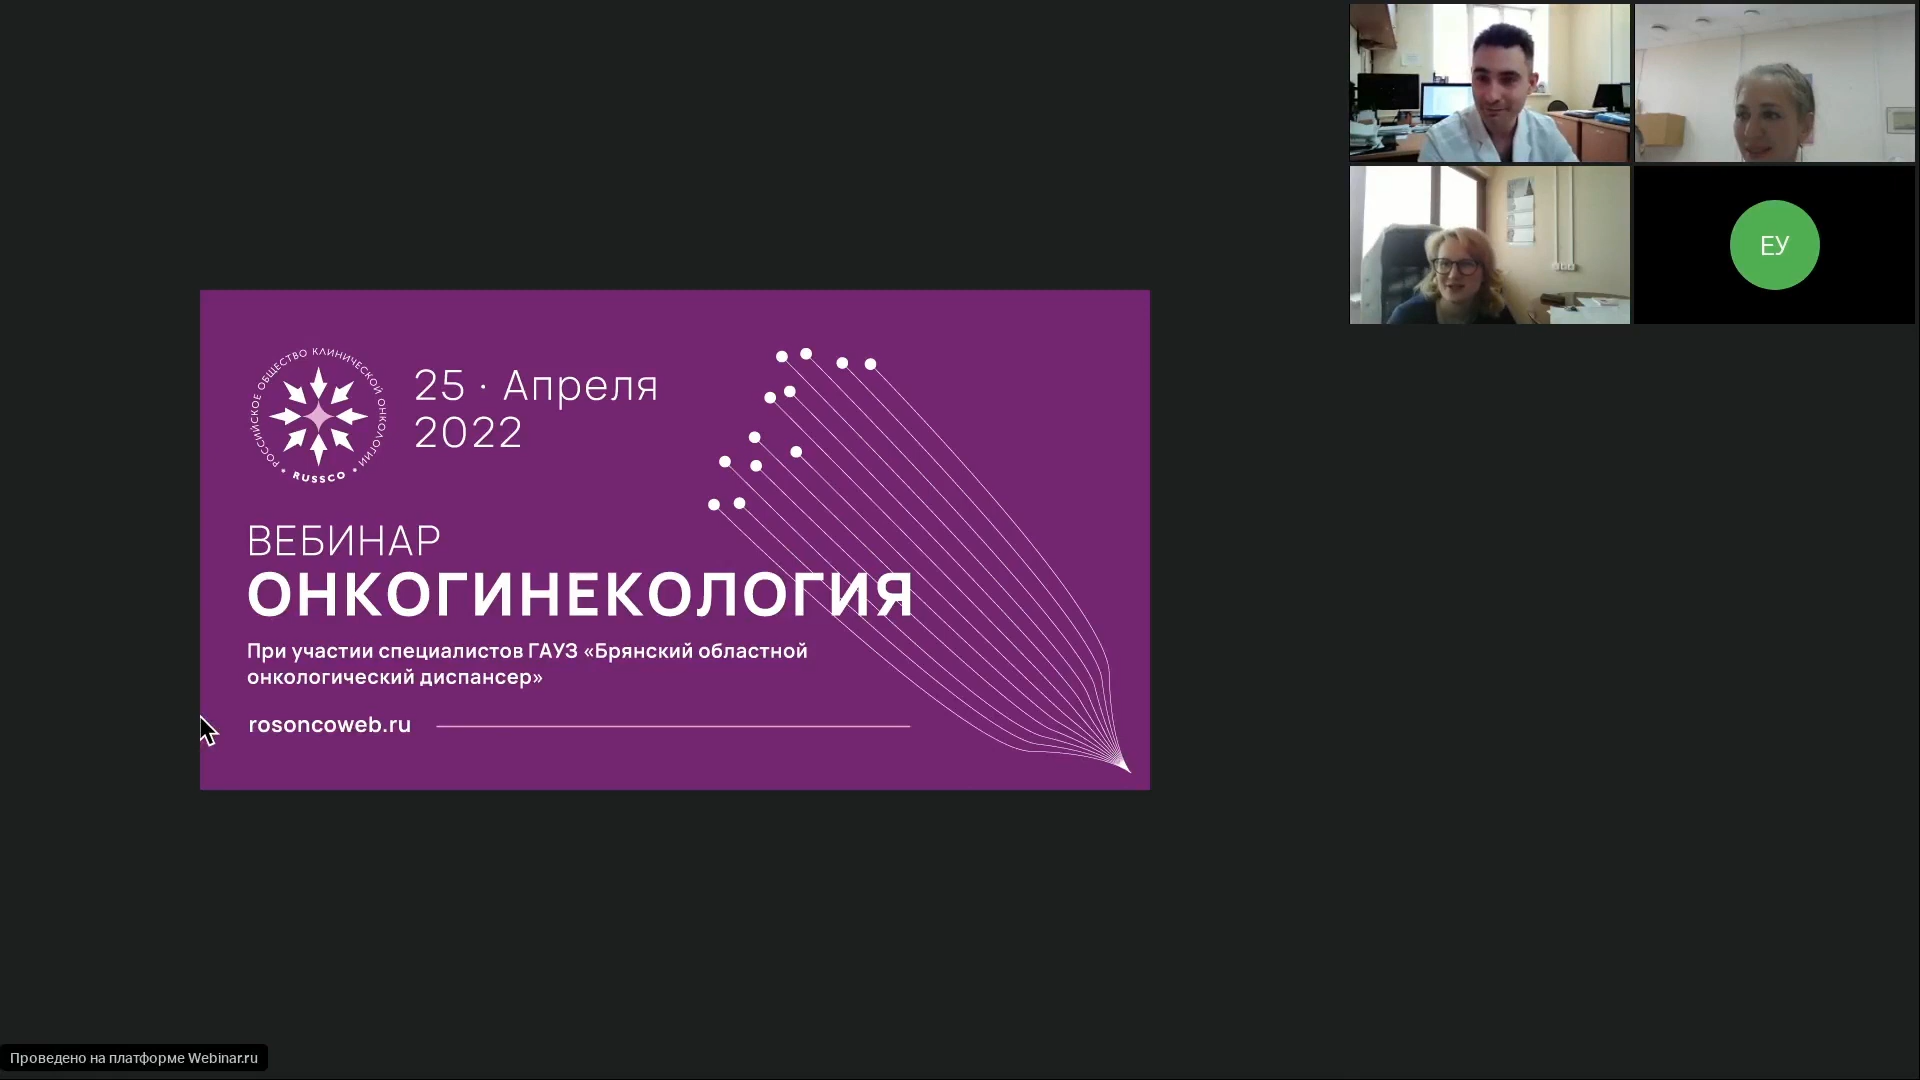 РОССИЙСКОЕ ОБЩЕСТВО КЛИНИЧЕСКОЙ ОНКОЛОГИИ
• RUSSCO •
25 · Апреля
2022
ВЕБИНАР
ОНКОГИНЕКОЛОГИЯ
При участии специалистов ГАУЗ «Брянский областной
онкологический диспансер»
rosoncoweb.ru
ЕУ
Проведено на платформе Webinar.ru